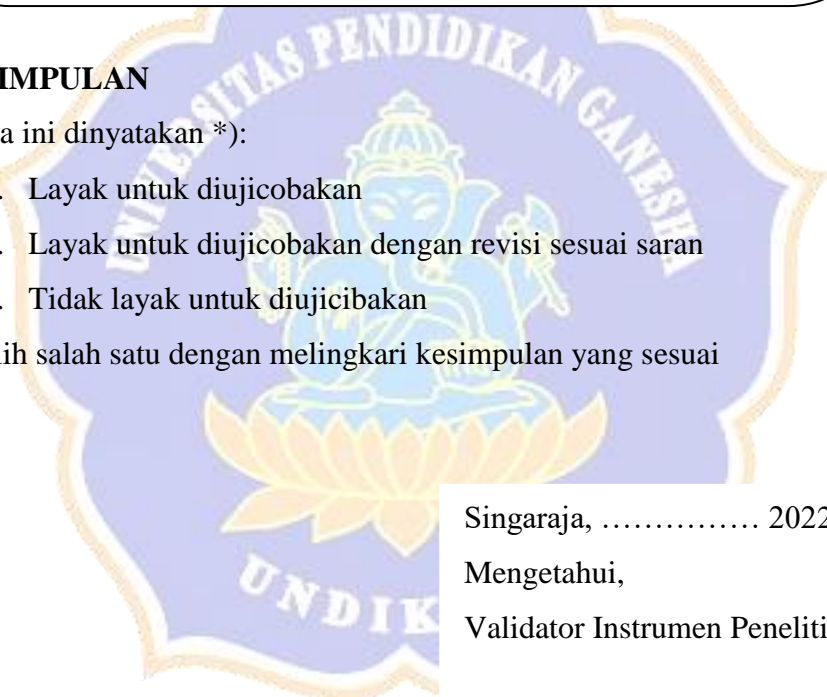 UNIVERSITAS PENDIDIKAN GANESHA
IMPULAN
a ini dinyatakan *):
. Layak untuk diujicobakan
. Layak untuk diujicobakan dengan revisi sesuai saran
. Tidak layak untuk diujicibakan
lih salah satu dengan melingkari kesimpulan yang sesuai
Singaraja, …………… 2022
Mengetahui,
Validator Instrumen Peneliti
UNDIK